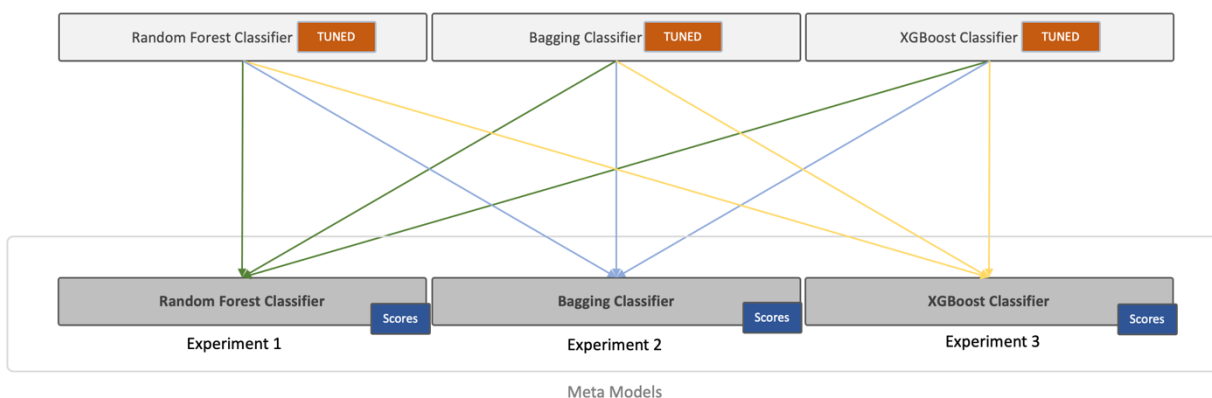 Random Forest Classifier TUNED
Bagging Classifier TUNED
XGBoost Classifier TUNED
Random Forest Classifier
Scores
Experiment 1
Bagging Classifier
Scores
Experiment 2
XGBoost Classifier
Scores
Experiment 3
Meta Models